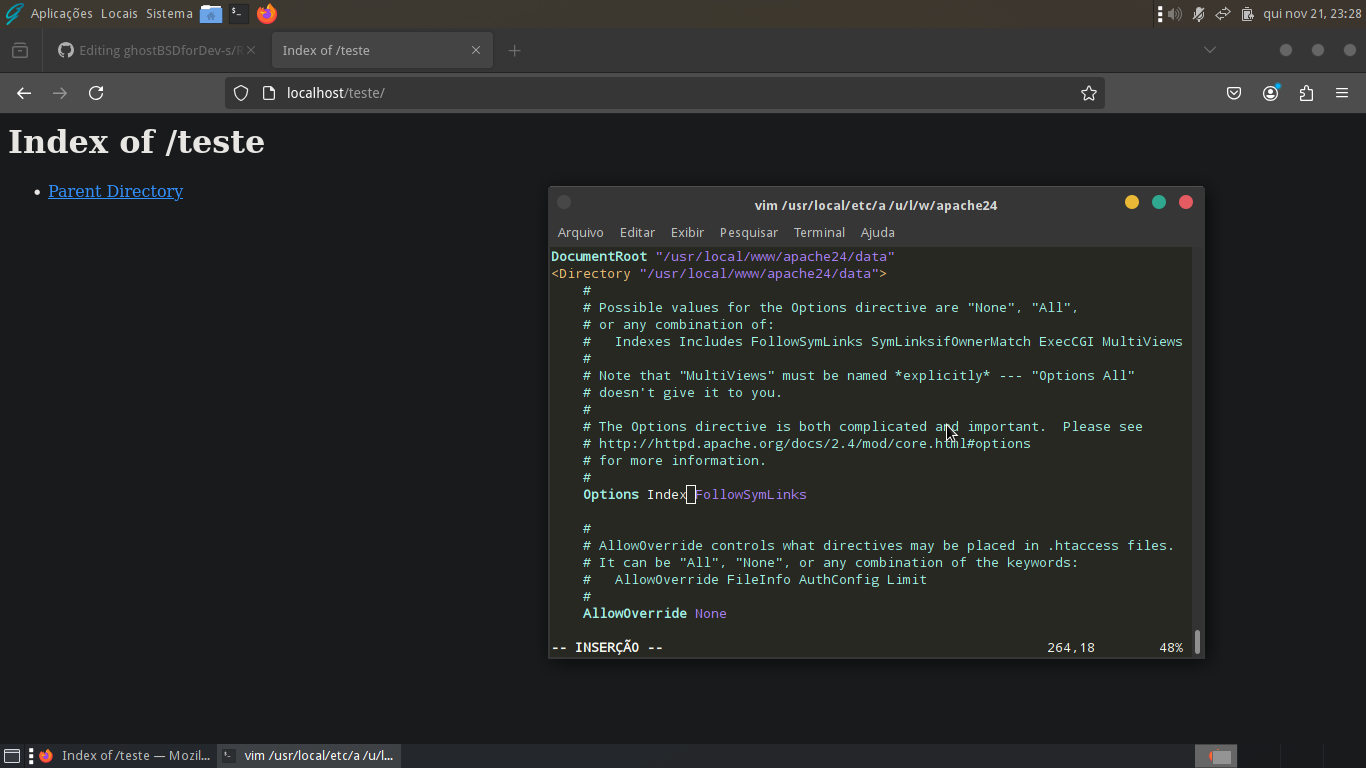 Aplicações Locais Sistema
qui nov 21, 23:28
Editing ghostBSDforDev-s/
Index of /teste
localhost/teste/
Index of /teste
Parent Directory
vim /usr/local/etc/a /u/l/w/apache24
Arquivo Editar Exibir Pesquisar Terminal Ajuda
DocumentRoot "/usr/local/www/apache24/data"
<Directory "/usr/local/www/apache24/data">
#
# Possible values for the Options directive are "None", "All",
# or any combination of:
#   Indexes Includes FollowSymLinks SymLinksifOwnerMatch ExecCGI MultiViews
#
# Note that "MultiViews" must be named *explicitly* --- "Options All"
# doesn't give it to you.
#
# The Options directive is both complicated and important.  Please see
# http://httpd.apache.org/docs/2.4/mod/core.html#options
# for more information.
#
Options Index FollowSymLinks
#
# AllowOverride controls what directives may be placed in .htaccess files.
# It can be "All", "None", or any combination of the keywords:
#   AllowOverride FileInfo AuthConfig Limit
#
AllowOverride None
-- INSERÇÃO --
264,18
48%
Index of /teste — Mozil...
vim /usr/local/etc/a /u/l...